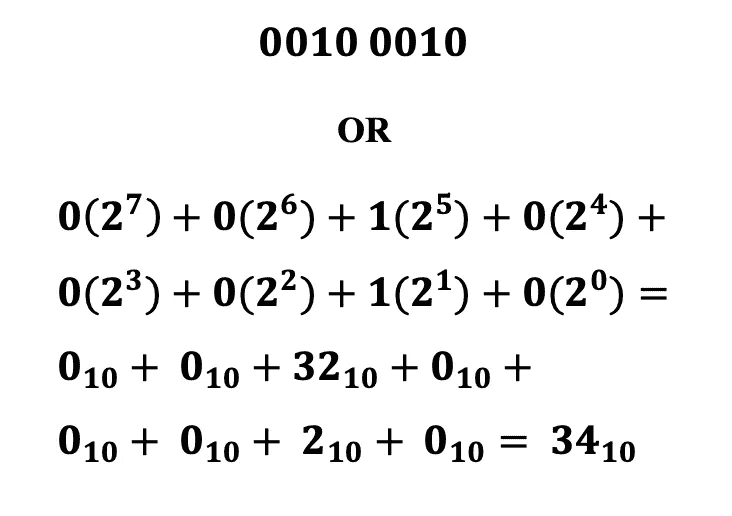 0010 0010
OR
0(2⁷) + 0(2⁶) + 1(2⁵) + 0(2⁴) +
0(2³) + 0(2²) + 1(2¹) + 0(2⁰) =
0₁₀ + 0₁₀ + 32₁₀ + 0₁₀ +
0₁₀ + 0₁₀ + 2₁₀ + 0₁₀ = 34₁₀